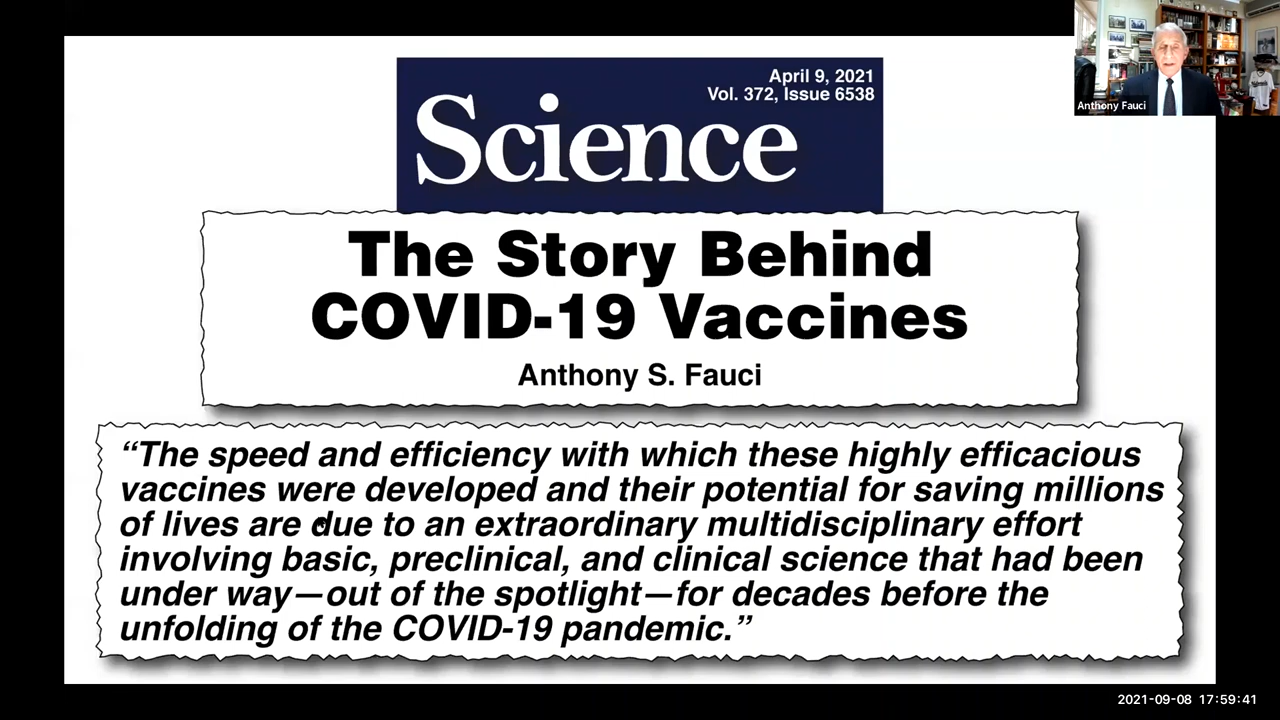 Anthony Fauci
April 9, 2021
Vol. 372, Issue 6538
Science
The Story Behind
COVID-19 Vaccines
Anthony S. Fauci
“The speed and efficiency with which these highly efficacious
vaccines were developed and their potential for saving millions
of lives are due to an extraordinary multidisciplinary effort
involving basic, preclinical, and clinical science that had been
under way—out of the spotlight—for decades before the
unfolding of the COVID-19 pandemic.”
2021-09-08 17:59:41